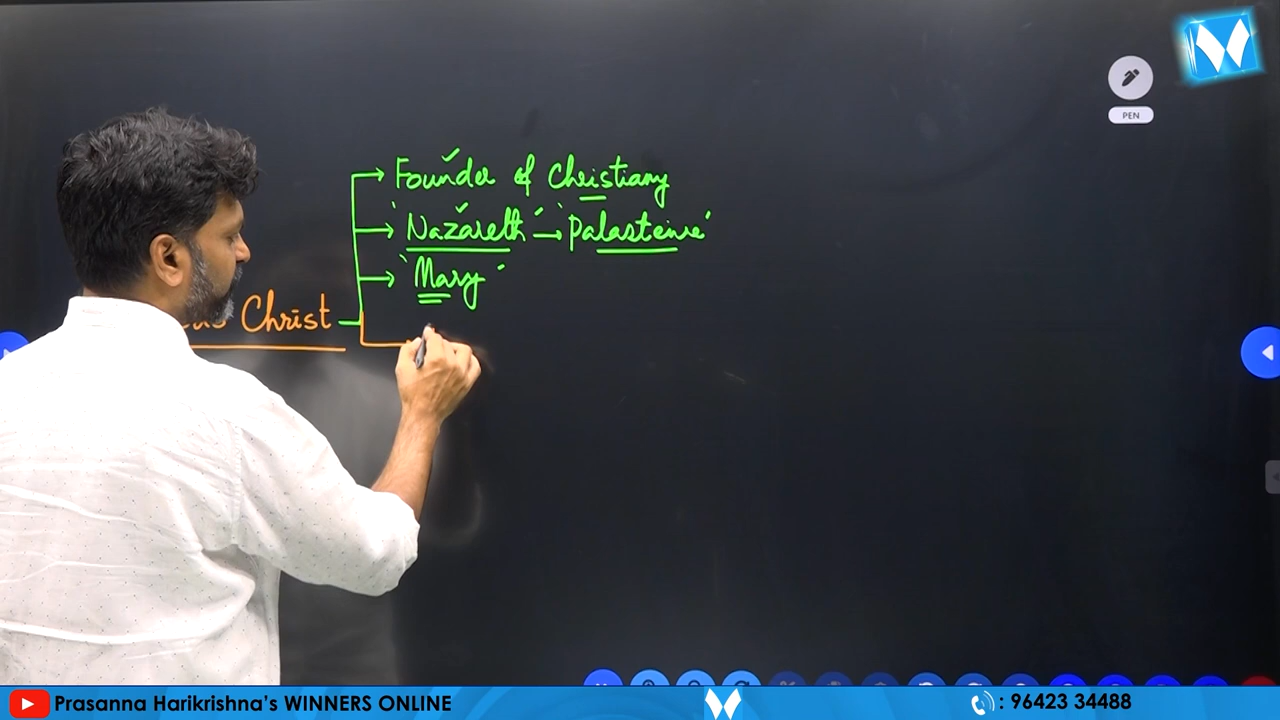 PEN
Founder of Christiany
'Nazareth' → 'Palasteine'
'Mary'
Christ
Prasanna Harikrishna's WINNERS ONLINE
: 96423 34488